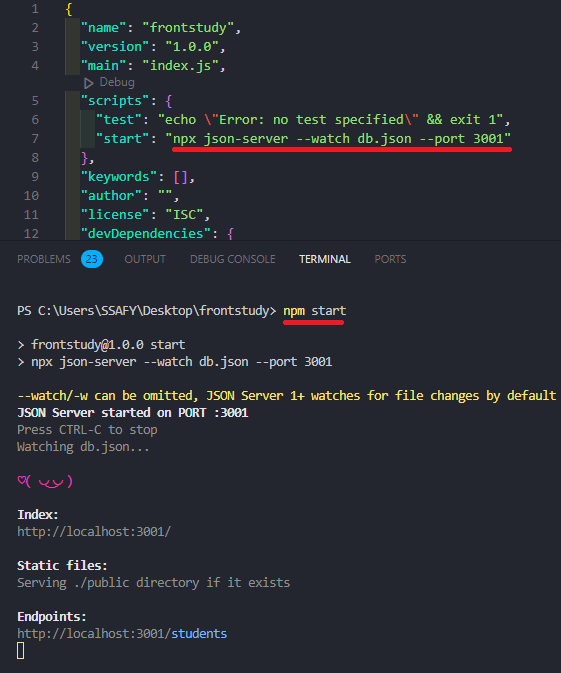 1 {
2 "name": "frontstudy",
3 "version": "1.0.0",
4 "main": "index.js",
Debug
5 "scripts": {
6 "test": "echo \"Error: no test specified\" && exit 1",
7 "start": "npx json-server --watch db.json --port 3001"
8 },
9 "keywords": [],
10 "author": "",
11 "license": "ISC",
12 "devDependencies": {
PROBLEMS 23 OUTPUT DEBUG CONSOLE TERMINAL PORTS
PS C:\Users\SSAFY\Desktop\frontstudy> npm start
> frontstudy@1.0.0 start
> npx json-server --watch db.json --port 3001
--watch/-w can be omitted, JSON Server 1+ watches for file changes by default
JSON Server started on PORT :3001
Press CTRL-C to stop
Watching db.json...
♡( ◡‿◡ )
Index:
http://localhost:3001/
Static files:
Serving ./public directory if it exists
Endpoints:
http://localhost:3001/students